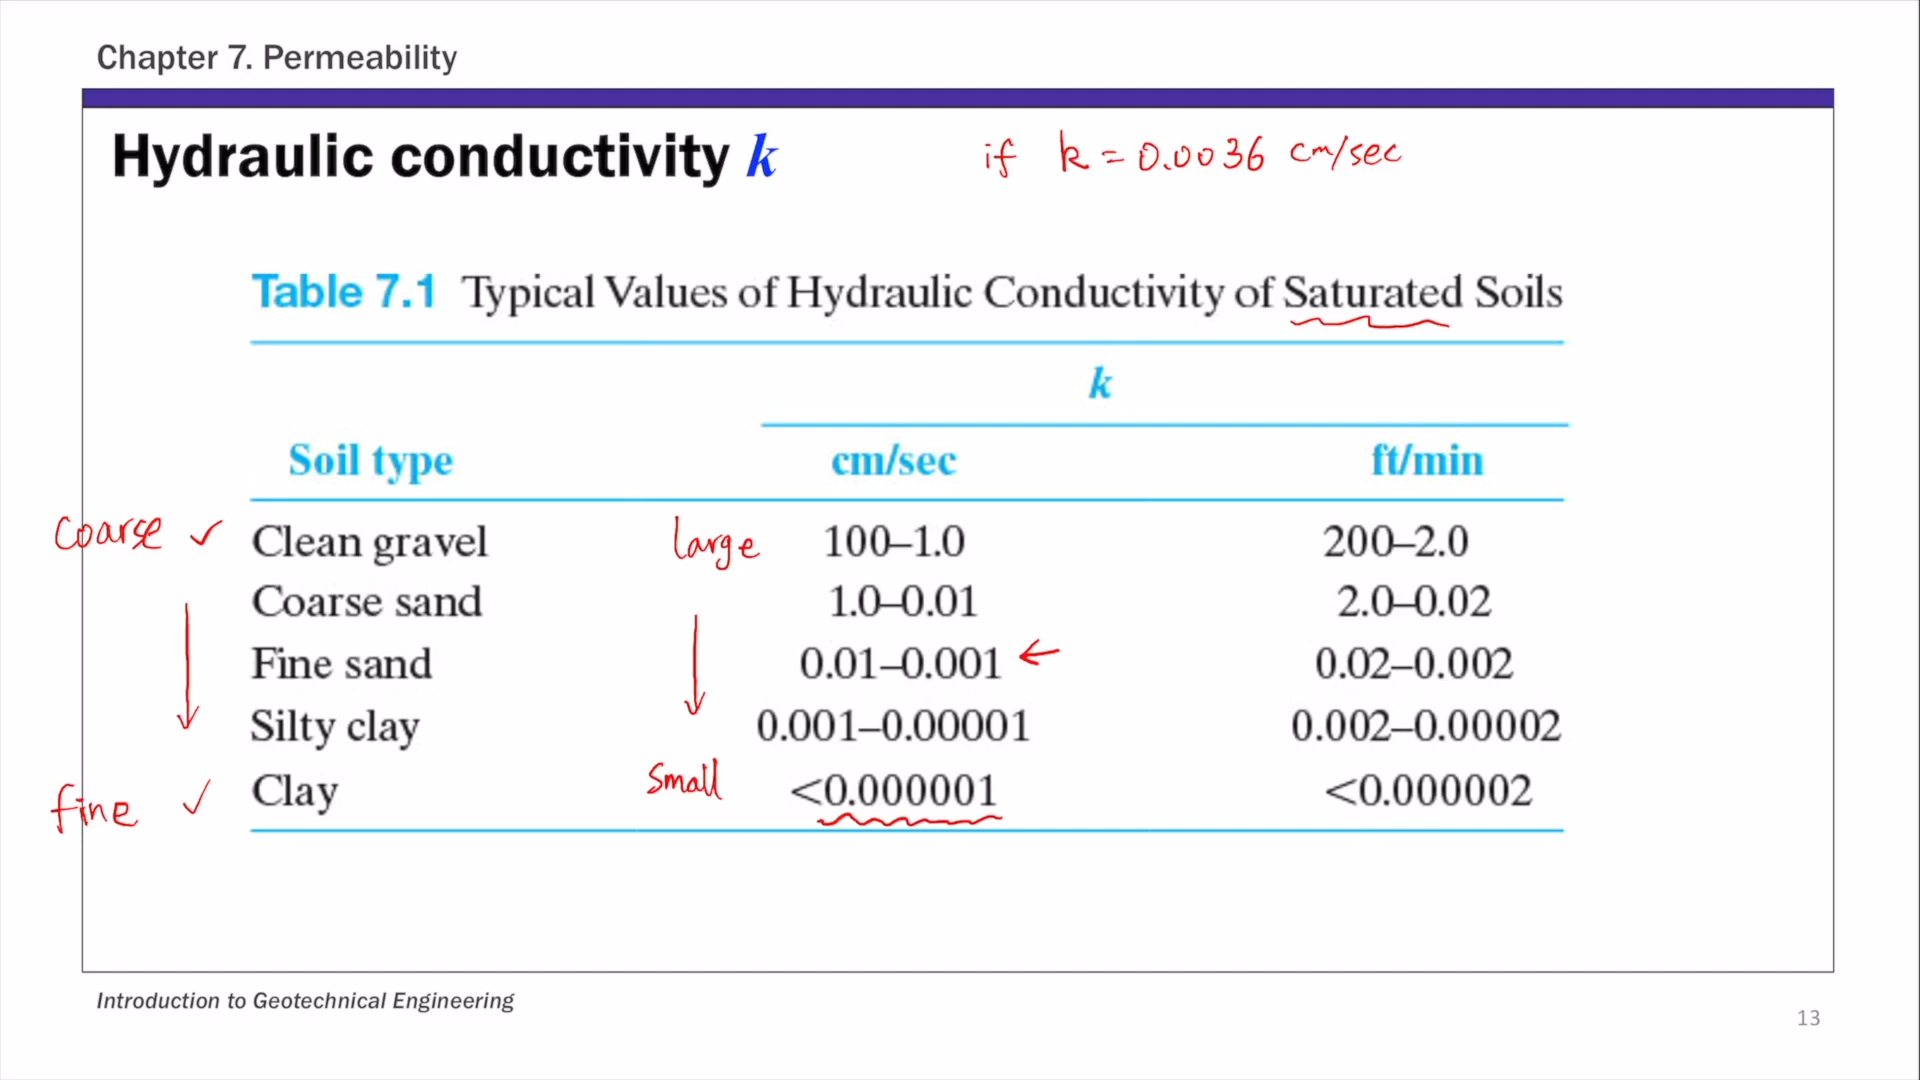 Chapter 7. Permeability
Hydraulic conductivity k
if k = 0.0036 cm/sec
Table 7.1 Typical Values of Hydraulic Conductivity of Saturated Soils
k
Soil type cm/sec ft/min
coarse ✓ Clean gravel large 100–1.0 200–2.0
Coarse sand 1.0–0.01 2.0–0.02
Fine sand 0.01–0.001 ← 0.02–0.002
Silty clay 0.001–0.00001 0.002–0.00002
fine ✓ Clay small <0.000001 <0.000002
Introduction to Geotechnical Engineering
13